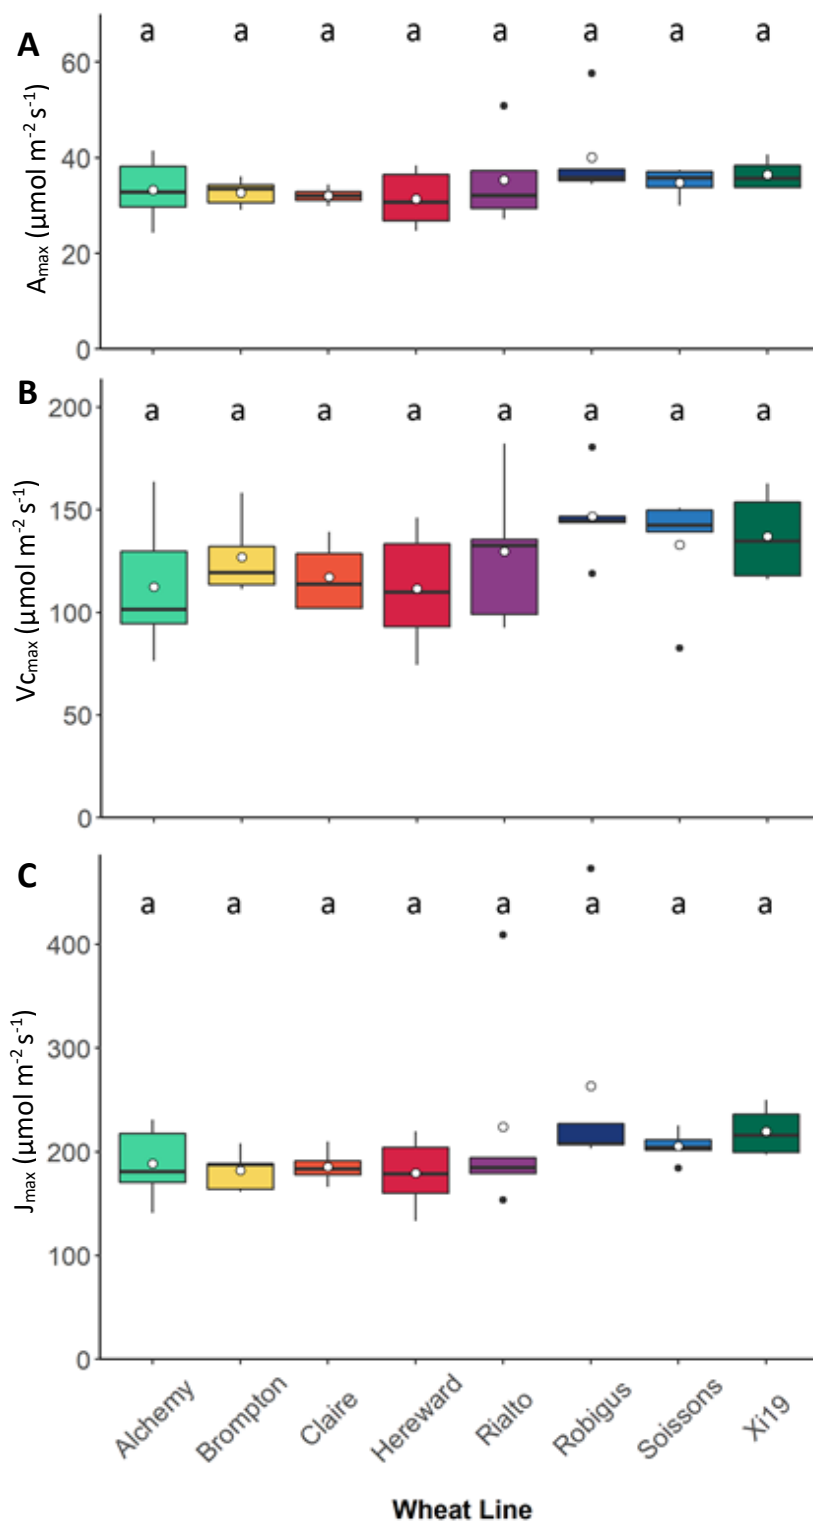 A
a a a a a a a a
60
40
20
0
Amax (µmol m-2 s-1)
B
a a a a a a a a
200
150
100
50
0
Vcmax (µmol m-2 s-1)
C
a a a a a a a a
400
300
200
100
0
Jmax (µmol m-2 s-1)
Alchemy Brompton Claire Hereward Rialto Robigus Soissons Xi19
Wheat Line